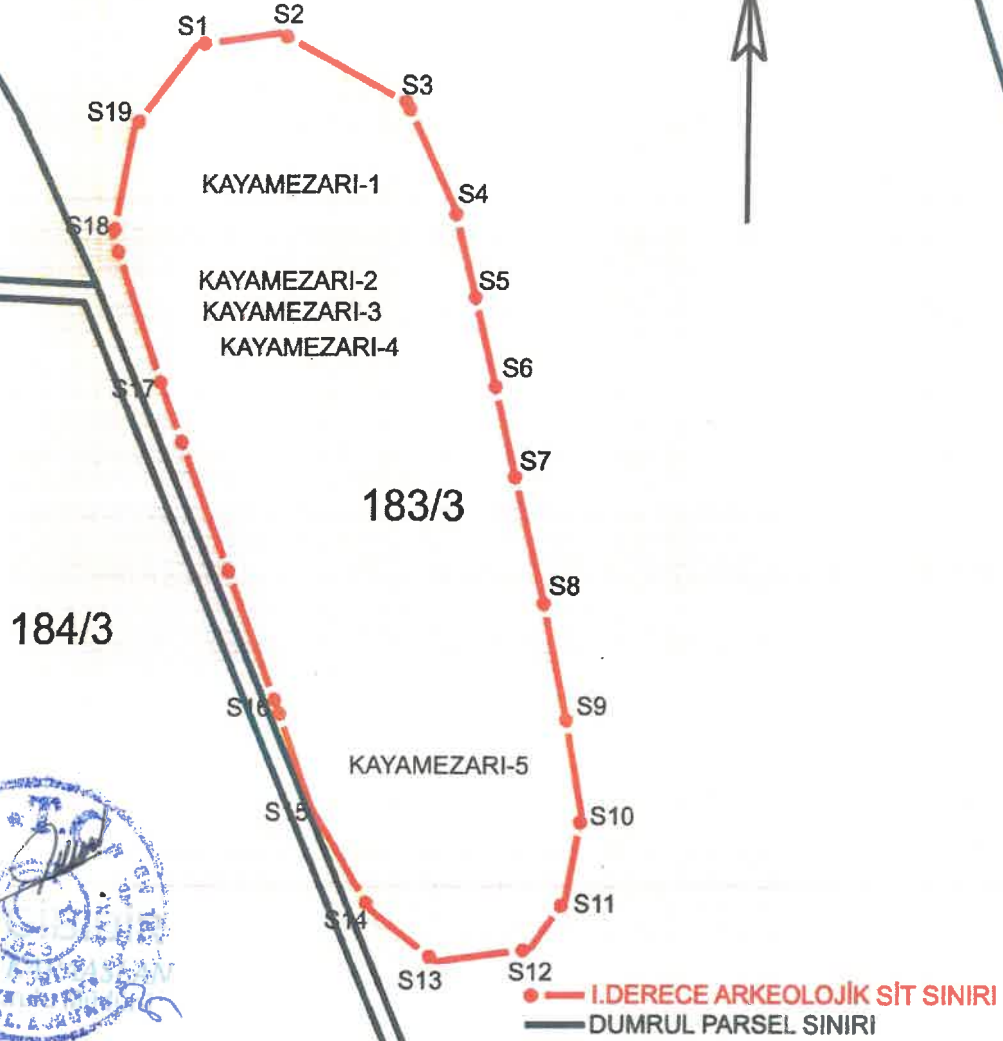 S1
S2
S3
S19
KAYAMEZARI-1
S4
S18
KAYAMEZARI-2
S5
KAYAMEZARI-3
KAYAMEZARI-4
S6
S17
S7
183/3
S8
184/3
S16
S9
KAYAMEZARI-5
S15
S10
T.C.
S11
S14
S12
S13
I.DERECE ARKEOLOJİK SİT SINIRI
DUMRUL PARSEL SINIRI